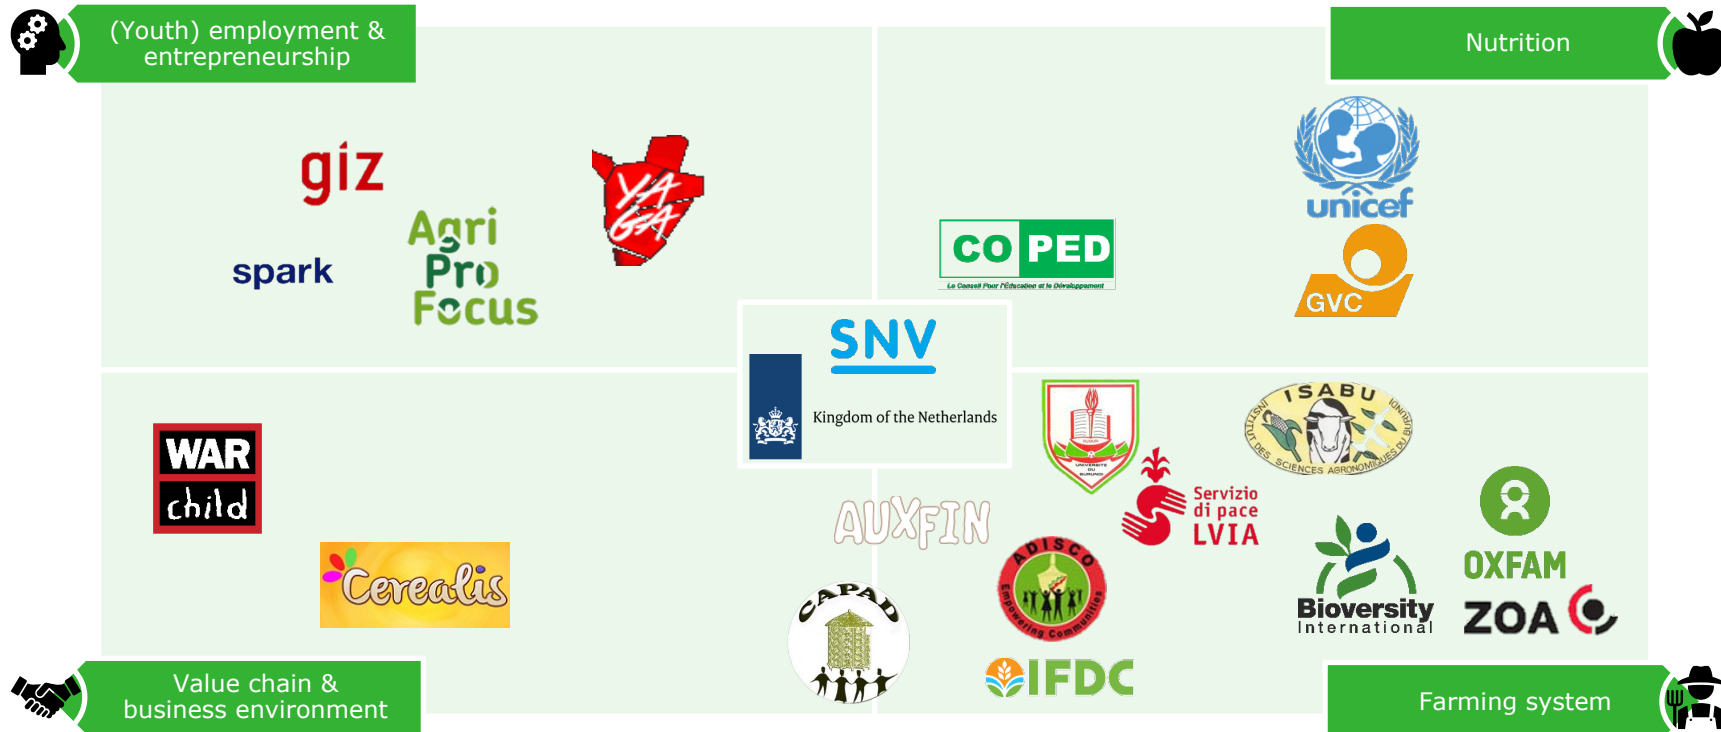 (Youth) employment &
entrepreneurship
Nutrition
giz
YA
GA
spark
Agri
Pro
Focus
unicef
CO PED
Le Conseil Pour l'Éducation et le Développement
GVC
SNV
Kingdom of the Netherlands
WAR
child
Cerealis
UNIVERSITE
DU
BURUNDI
ISABU
INSTITUT DES SCIENCES AGRONOMIQUES DU BURUNDI
Servizio
di pace
LVIA
AUXFIN
ADISCO
Empowering Communities
CAPAD
IFDC
Bioversity
International
OXFAM
ZOA
Value chain &
business environment
Farming system